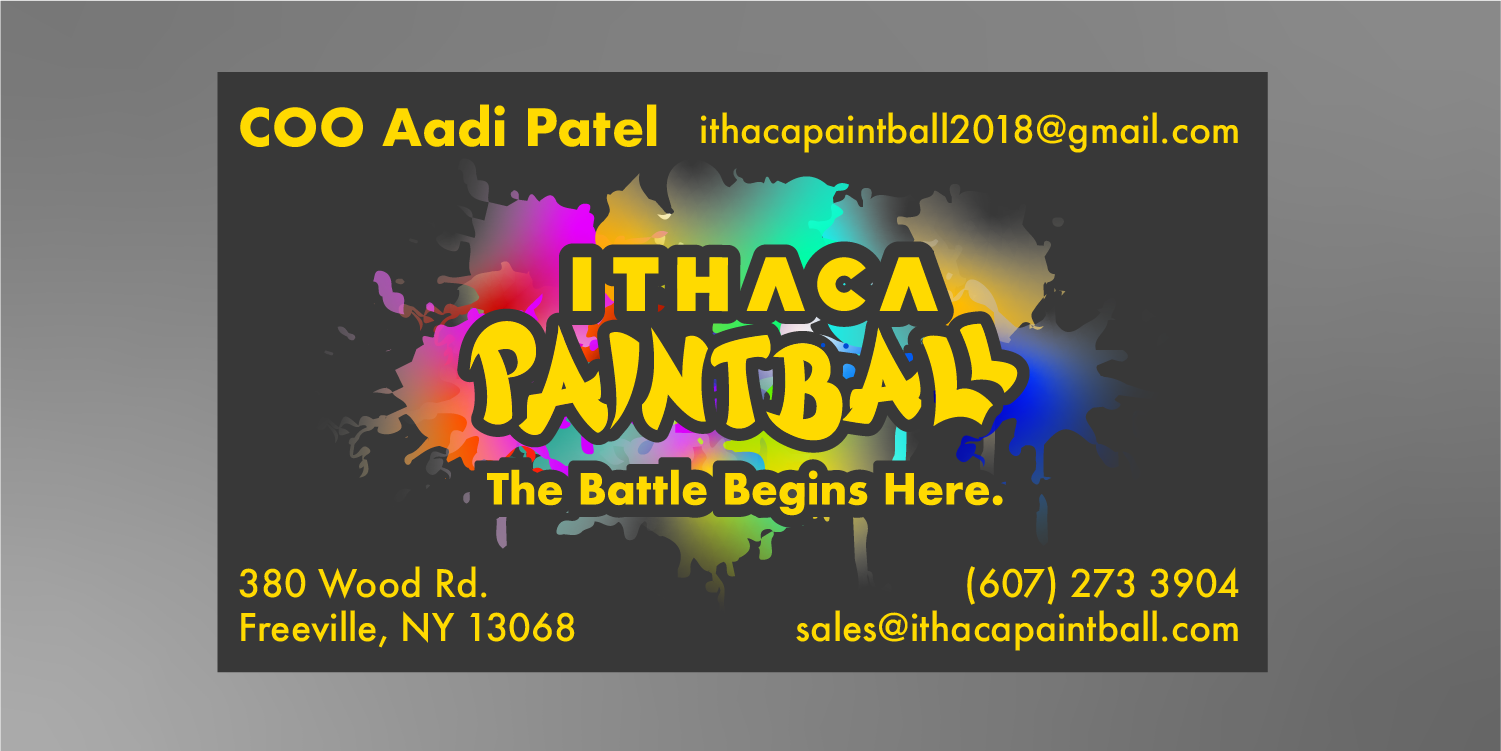 COO Aadi Patel
ithacapaintball2018@gmail.com
ITHACA
PAINTBALL
The Battle Begins Here.
380 Wood Rd.
Freeville, NY 13068
(607) 273 3904
sales@ithacapaintball.com